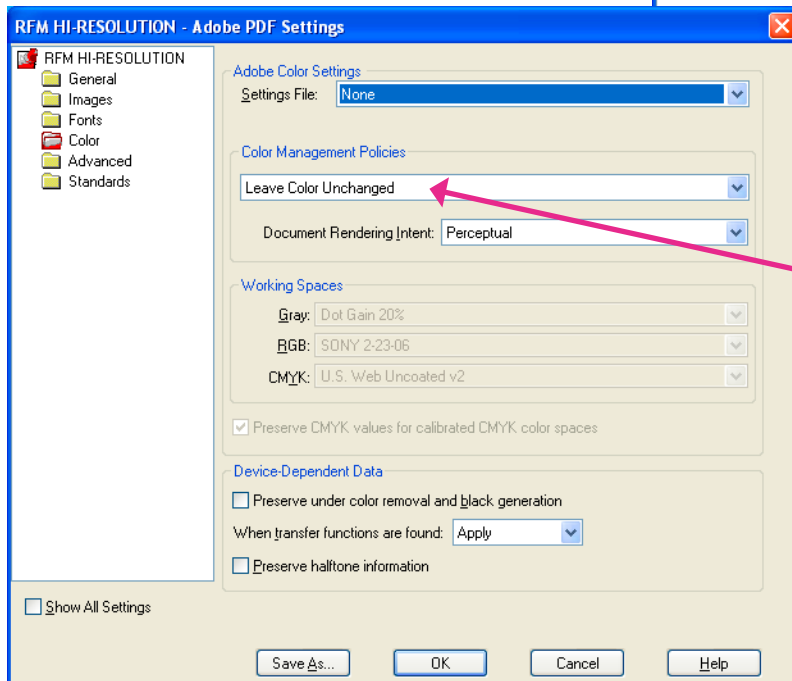 RFM HI-RESOLUTION - Adobe PDF Settings
RFM HI-RESOLUTION
General
Images
Fonts
Color
Advanced
Standards
Show All Settings
Adobe Color Settings
Settings File: None
Color Management Policies
Leave Color Unchanged
Document Rendering Intent: Perceptual
Working Spaces
Gray: Dot Gain 20%
RGB: SONY 2-23-06
CMYK: U.S. Web Uncoated v2
Preserve CMYK values for calibrated CMYK color spaces
Device-Dependent Data
Preserve under color removal and black generation
When transfer functions are found: Apply
Preserve halftone information
Save As... OK Cancel Help